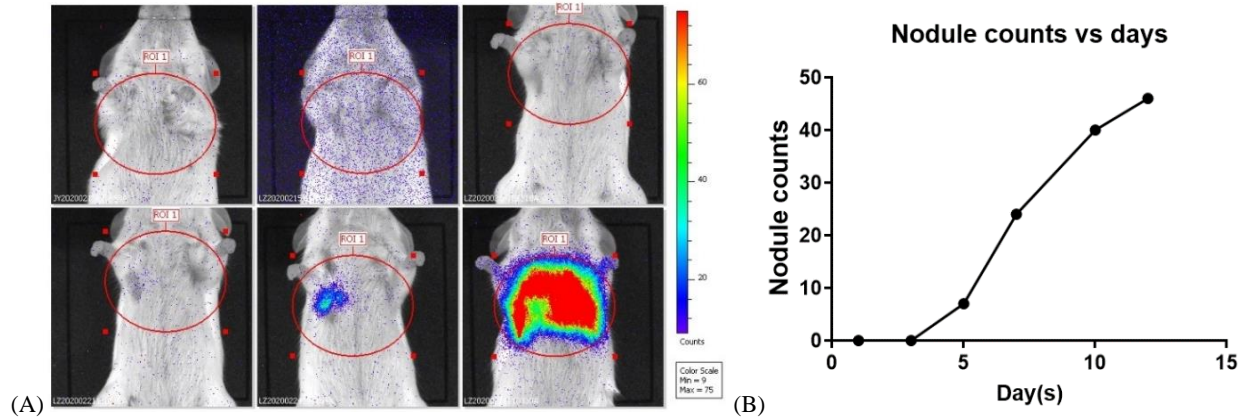 ROI 1
ROI 1
ROI 1
60
40
20
Counts
Color Scale
Min = 9
Max = 75
ROI 1
ROI 1
ROI 1
(A)
Nodule counts vs days
Nodule counts
50
40
30
20
10
0
0
5
10
15
Day(s)
(B)